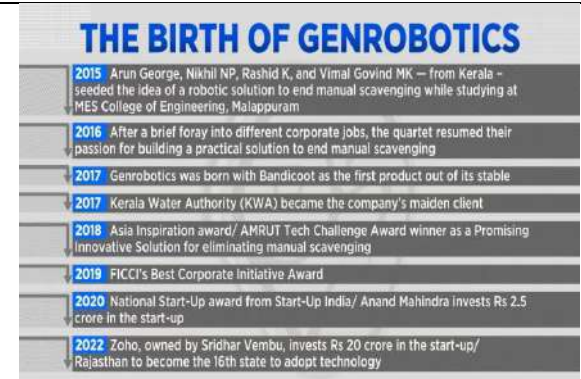 THE BIRTH OF GENROBOTICS
2015 Arun George, Nikhil NP, Rashid K, and Vimal Govind MK — from Kerala –
seeded the idea of a robotic solution to end manual scavenging while studying at
MES College of Engineering, Malappuram
2016 After a brief foray into different corporate jobs, the quartet resumed their
passion for building a practical solution to end manual scavenging
2017 Genrobotics was born with Bandicoot as the first product out of its stable
2017 Kerala Water Authority (KWA) became the company's maiden client
2018 Asia Inspiration award/ AMRUT Tech Challenge Award winner as a Promising
Innovative Solution for eliminating manual scavenging
2019 FICCI's Best Corporate Initiative Award
2020 National Start-Up award from Start-Up India/ Anand Mahindra invests Rs 2.5
crore in the start-up
2022 Zoho, owned by Sridhar Vembu, invests Rs 20 crore in the start-up/
Rajasthan to become the 16th state to adopt technology